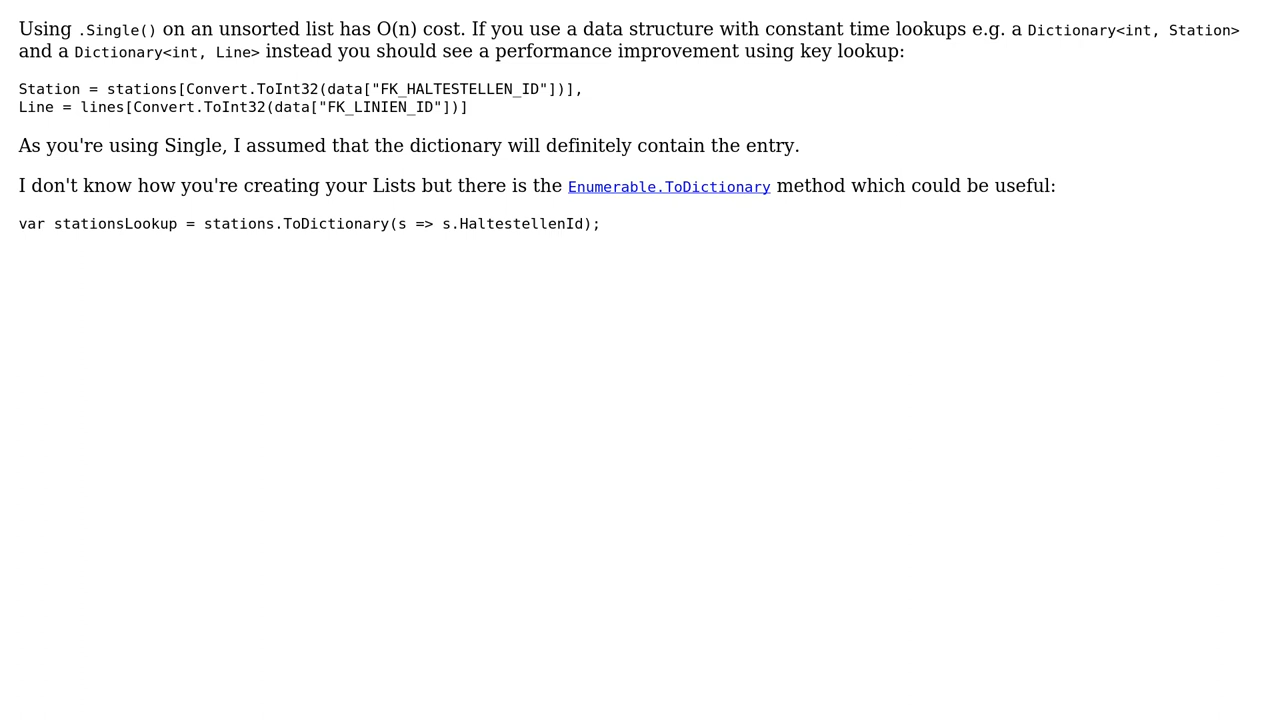 Using .Single() on an unsorted list has O(n) cost. If you use a data structure with constant time lookups e.g. a Dictionary<int, Station>
and a Dictionary<int, Line> instead you should see a performance improvement using key lookup:
Station = stations[Convert.ToInt32(data["FK_HALTESTELLEN_ID"])],
Line = lines[Convert.ToInt32(data["FK_LINIEN_ID"])]
As you're using Single, I assumed that the dictionary will definitely contain the entry.
I don't know how you're creating your Lists but there is the Enumerable.ToDictionary method which could be useful:
var stationsLookup = stations.ToDictionary(s => s.HaltestellenId);